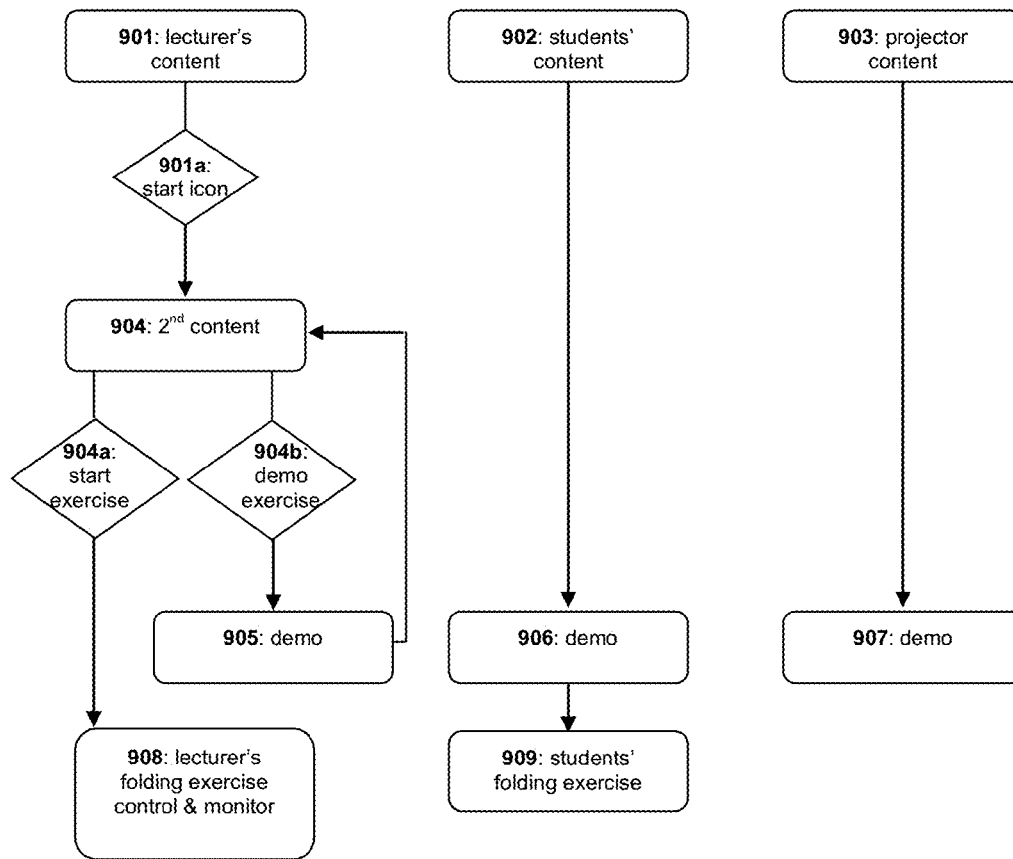 901: lecturer's
content
902: students'
content
903: projector
content
901a:
start icon
904: 2nd content
904a:
start
exercise
904b:
demo
exercise
905: demo
906: demo
907: demo
908: lecturer's
folding exercise
control & monitor
909: students'
folding exercise